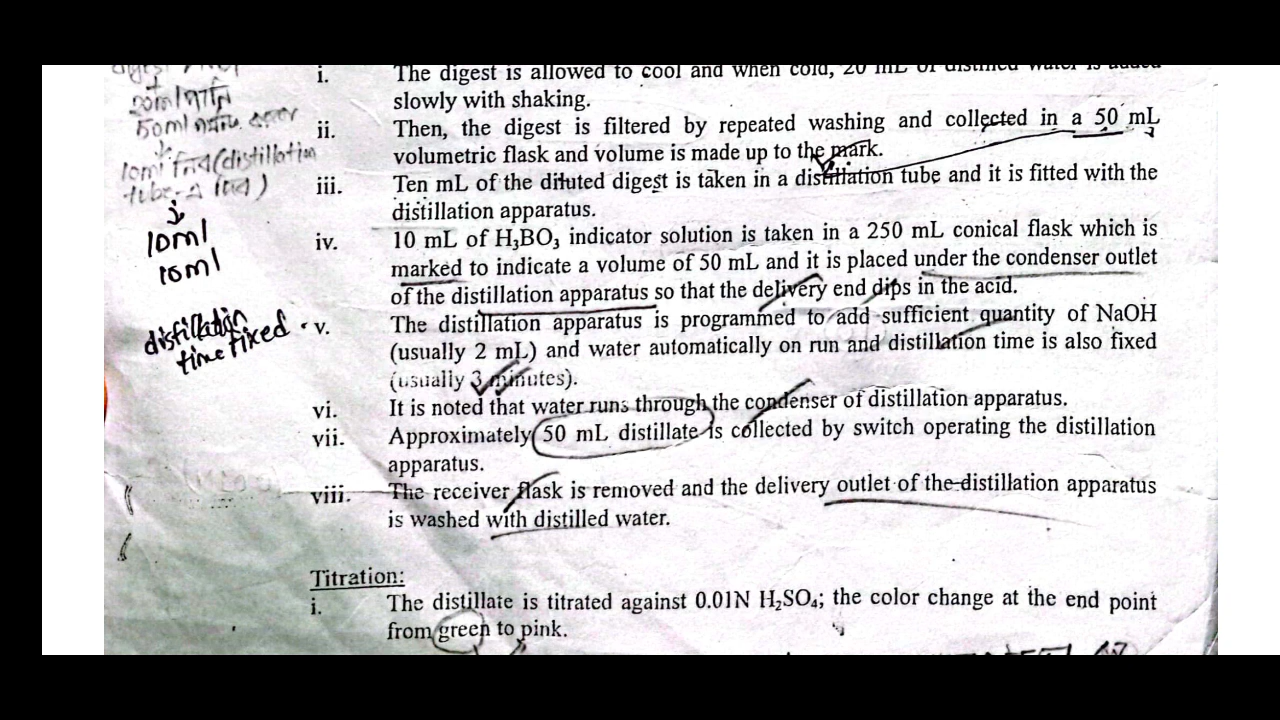 20ml পানি
10ml নিব (distillation
↓
10ml
10ml
distillation
time fixed
i. The digest is allowed to cool and when cold, 20 mL of distilled water is added
slowly with shaking.
ii. Then, the digest is filtered by repeated washing and collected in a 50 mL
volumetric flask and volume is made up to the mark.
iii. Ten mL of the diluted digest is taken in a distillation tube and it is fitted with the
distillation apparatus.
iv. 10 mL of H₃BO₃ indicator solution is taken in a 250 mL conical flask which is
marked to indicate a volume of 50 mL and it is placed under the condenser outlet
of the distillation apparatus so that the delivery end dips in the acid.
v. The distillation apparatus is programmed to add sufficient quantity of NaOH
(usually 2 mL) and water automatically on run and distillation time is also fixed
(usually 3 minutes).
vi. It is noted that water runs through the condenser of distillation apparatus.
vii. Approximately 50 mL distillate is collected by switch operating the distillation
apparatus.
viii. The receiver flask is removed and the delivery outlet of the distillation apparatus
is washed with distilled water.
Titration:
i. The distillate is titrated against 0.01N H₂SO₄; the color change at the end point
from green to pink.